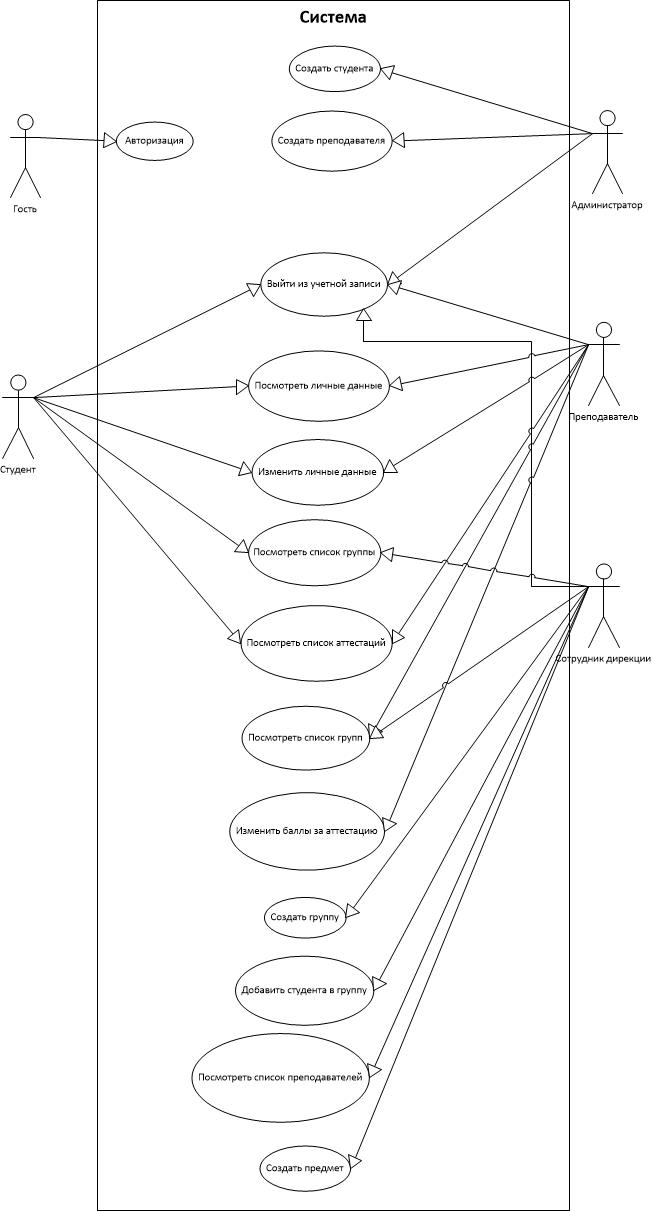 Система
Создать студента
Авторизация
Создать преподавателя
Гость
Администратор
Выйти из учетной записи
Посмотреть личные данные
Преподаватель
Студент
Изменить личные данные
Посмотреть список группы
Посмотреть список аттестаций
Сотрудник дирекции
Посмотреть список групп
Изменить баллы за аттестацию
Создать группу
Добавить студента в группу
Посмотреть список преподавателей
Создать предмет